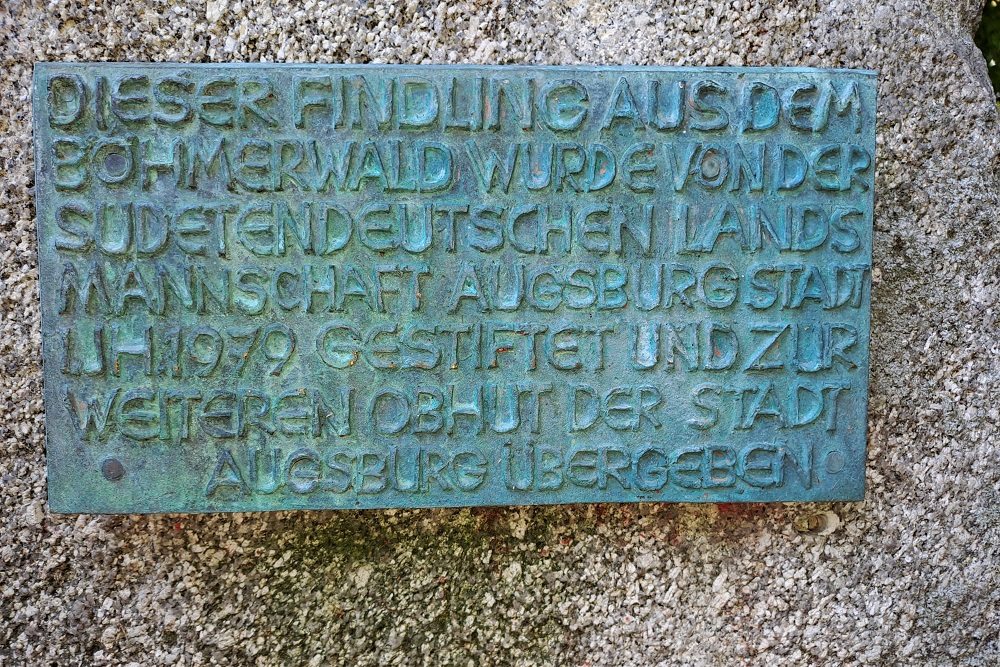 DIESER FINDLING AUS DEM
BÖHMERWALD WURDE VON DER
SUDETENDEUTSCHEN LANDS
MANNSCHAFT AUGSBURG STADT
U.H. 1979 GESTIFTET UND ZUR
WEITEREN OBHUT DER STADT
AUGSBURG ÜBERGEBEN